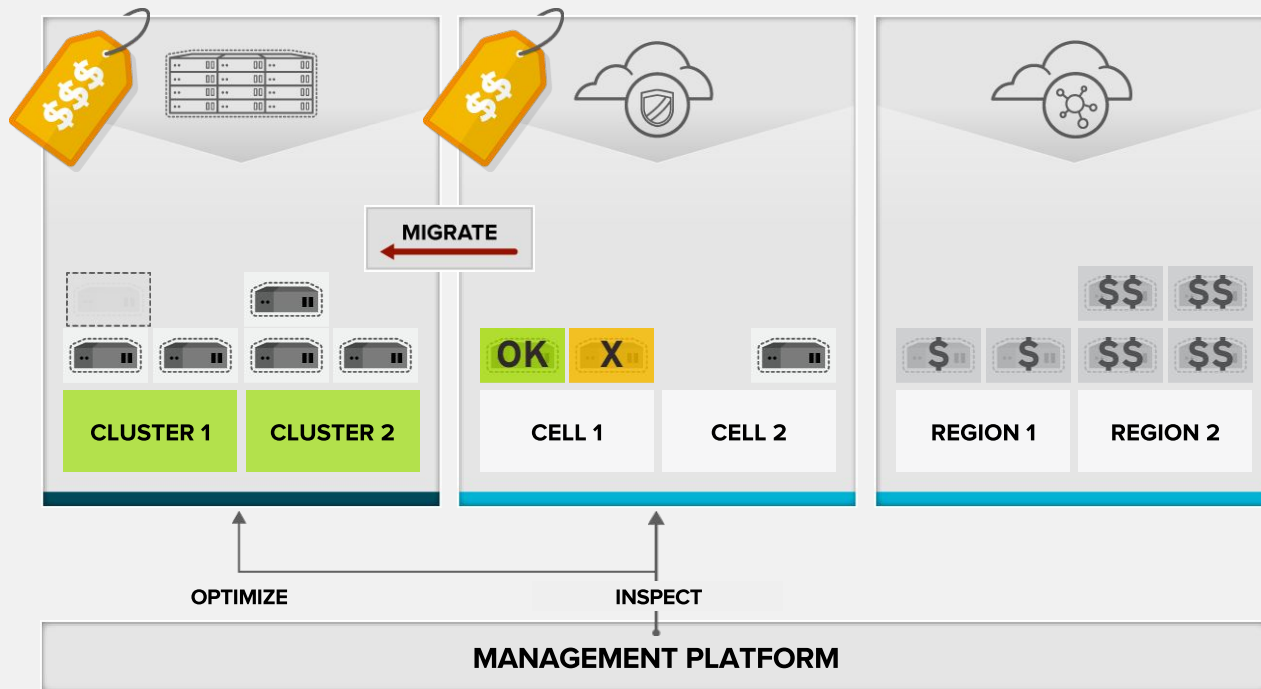 $$$
$$
MIGRATE
$$ $$
OK X
$ $ $$ $$
CLUSTER 1 CLUSTER 2
CELL 1 CELL 2
REGION 1 REGION 2
OPTIMIZE
INSPECT
MANAGEMENT PLATFORM